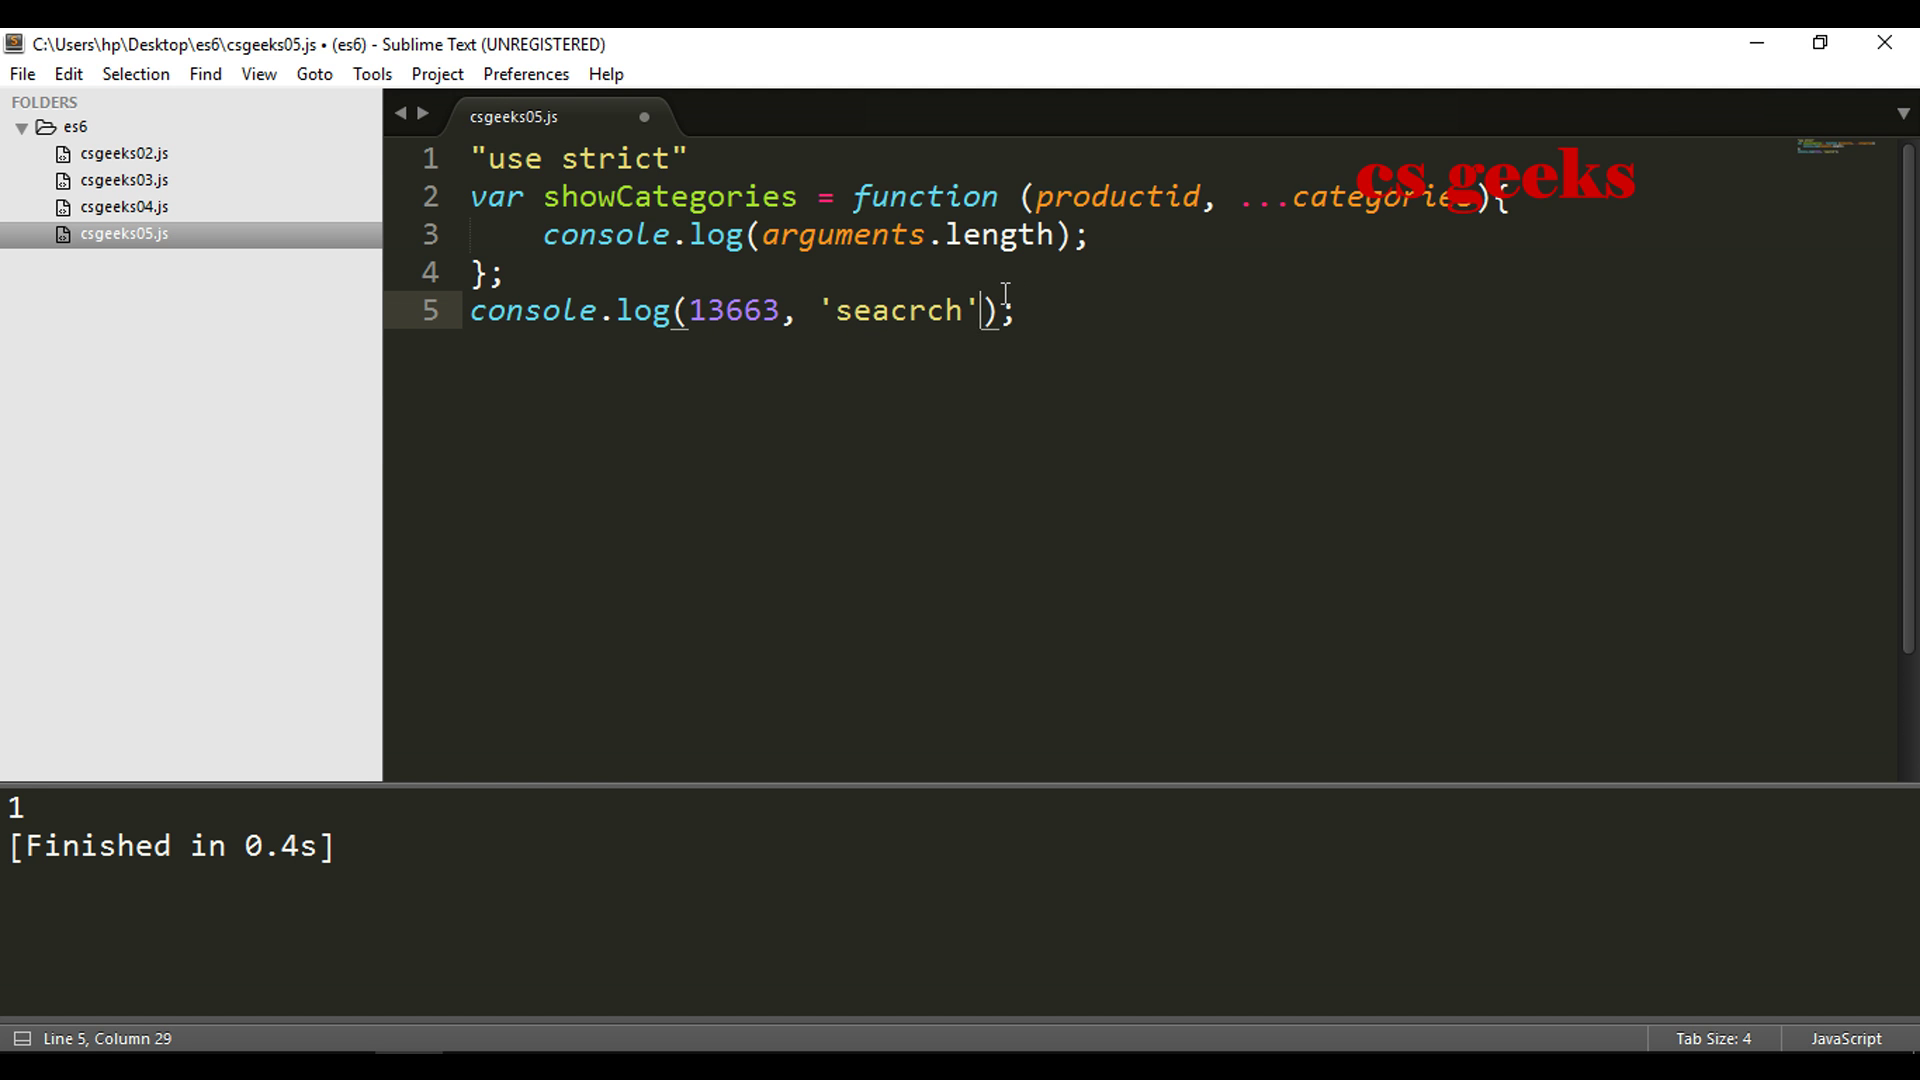 C:\Users\hp\Desktop\es6\csgeeks05.js • (es6) - Sublime Text (UNREGISTERED)
File Edit Selection Find View Goto Tools Project Preferences Help
FOLDERS
es6
csgeeks02.js
csgeeks03.js
csgeeks04.js
csgeeks05.js
csgeeks05.js
1 "use strict"
cs geeks
2 var showCategories = function (productid, ...categories){
3 console.log(arguments.length);
4 };
5 console.log(13663, 'seacrch');
1
[Finished in 0.4s]
Line 5, Column 29
Tab Size: 4
JavaScript